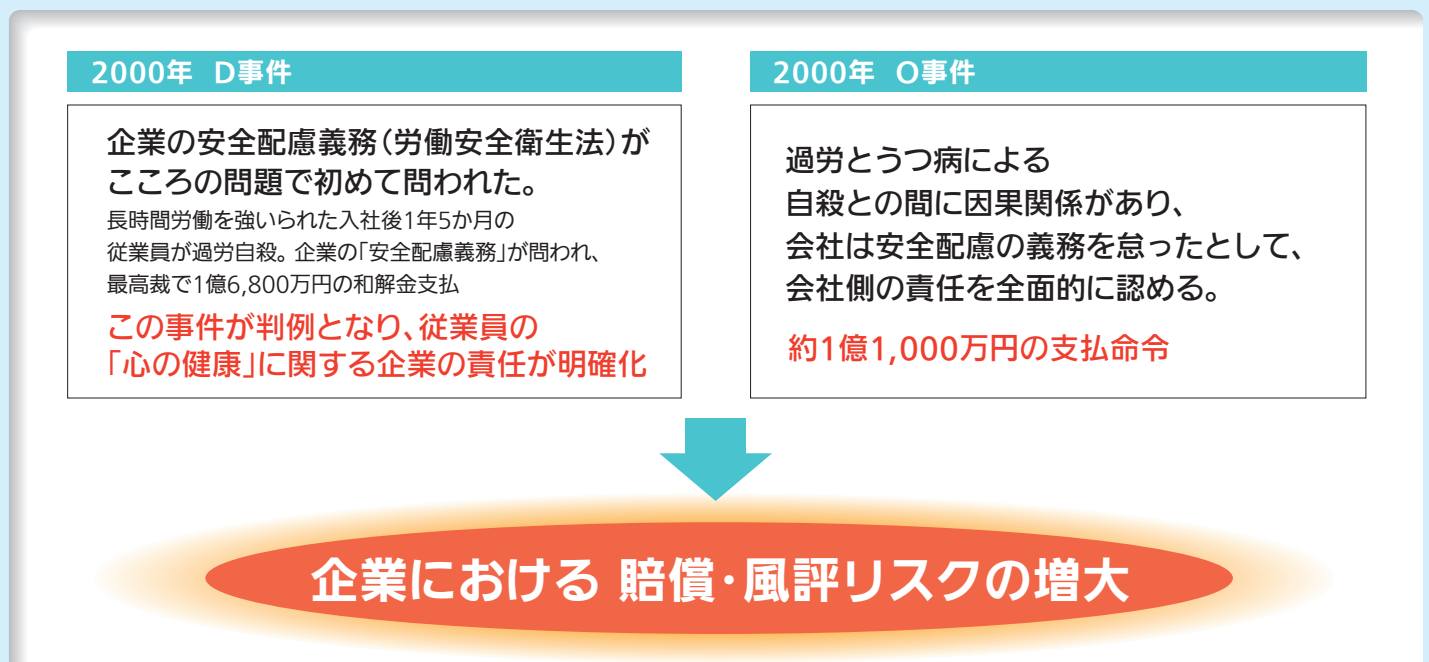 2000年 D事件
企業の安全配慮義務(労働安全衛生法)が
こころの問題で初めて問われた。
長時間労働を強いられた入社後1年5か月の
従業員が過労自殺。企業の「安全配慮義務」が問われ、
最高裁で1億6,800万円の和解金支払
この事件が判例となり、従業員の
「心の健康」に関する企業の責任が明確化
2000年 O事件
過労とうつ病による
自殺との間に因果関係があり、
会社は安全配慮の義務を怠ったとして、
会社側の責任を全面的に認める。
約1億1,000万円の支払命令
企業における 賠償・風評リスクの増大